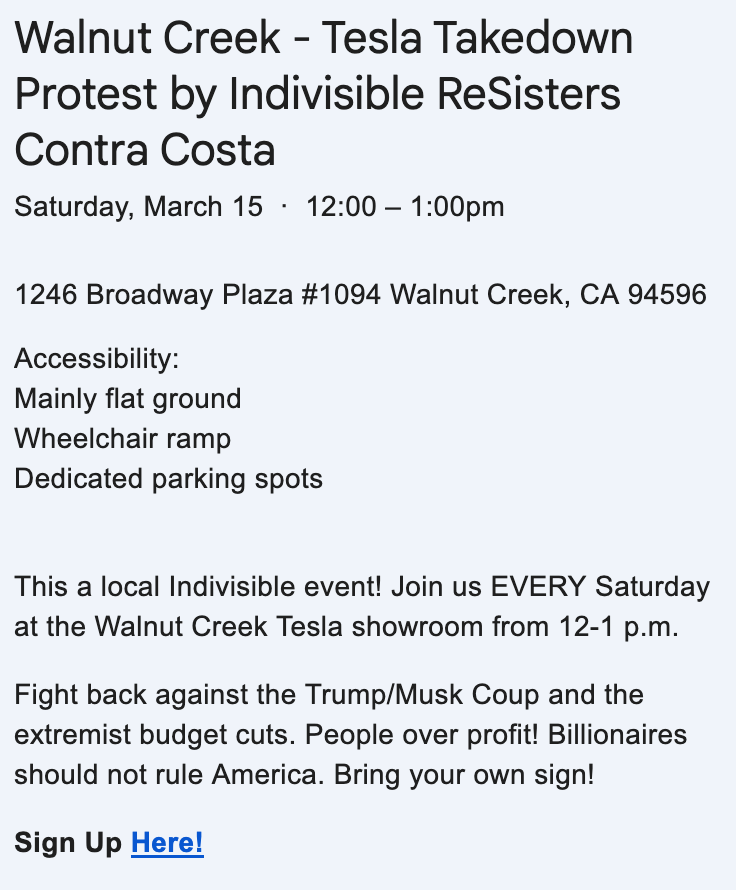 Walnut Creek - Tesla Takedown
Protest by Indivisible ReSisters
Contra Costa
Saturday, March 15 · 12:00 – 1:00pm
1246 Broadway Plaza #1094 Walnut Creek, CA 94596
Accessibility:
Mainly flat ground
Wheelchair ramp
Dedicated parking spots
This a local Indivisible event! Join us EVERY Saturday
at the Walnut Creek Tesla showroom from 12-1 p.m.
Fight back against the Trump/Musk Coup and the
extremist budget cuts. People over profit! Billionaires
should not rule America. Bring your own sign!
Sign Up Here!